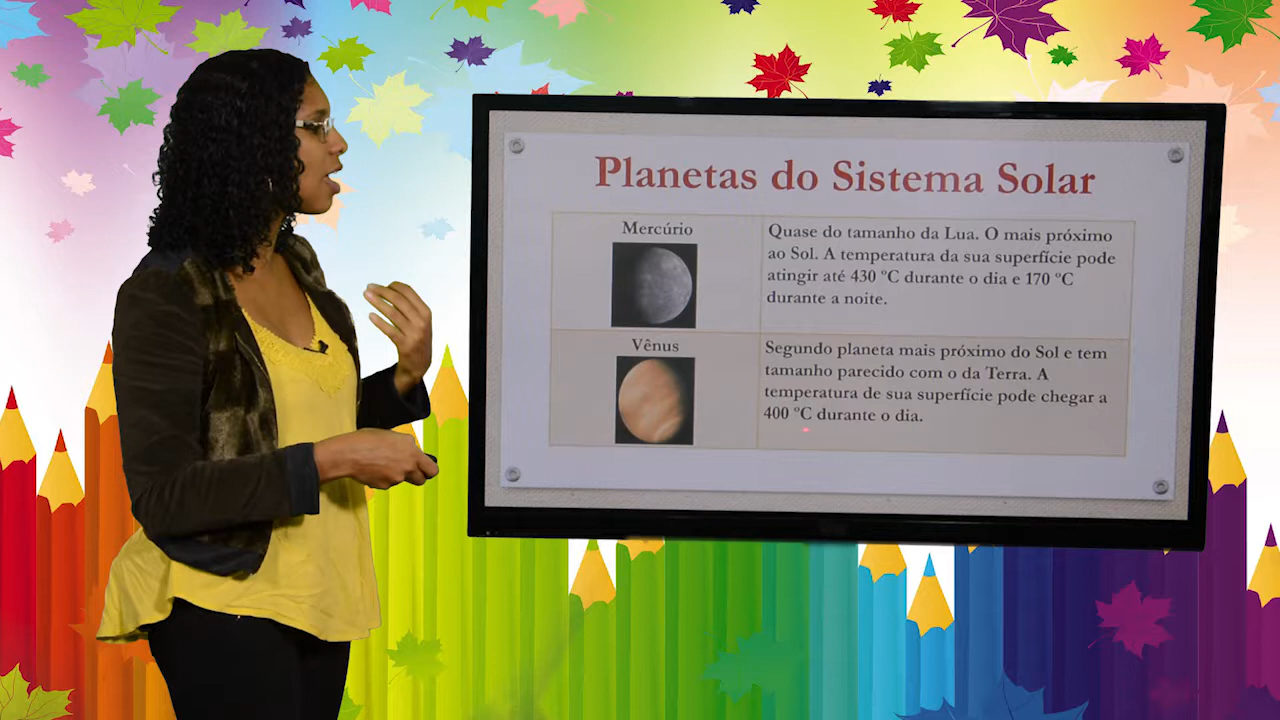 Planetas do Sistema Solar
Mercúrio
Quase do tamanho da Lua. O mais próximo
ao Sol. A temperatura da sua superfície pode
atingir até 430 ºC durante o dia e 170 ºC
durante a noite.
Vênus
Segundo planeta mais próximo do Sol e tem
tamanho parecido com o da Terra. A
temperatura de sua superfície pode chegar a
400 ºC durante o dia.